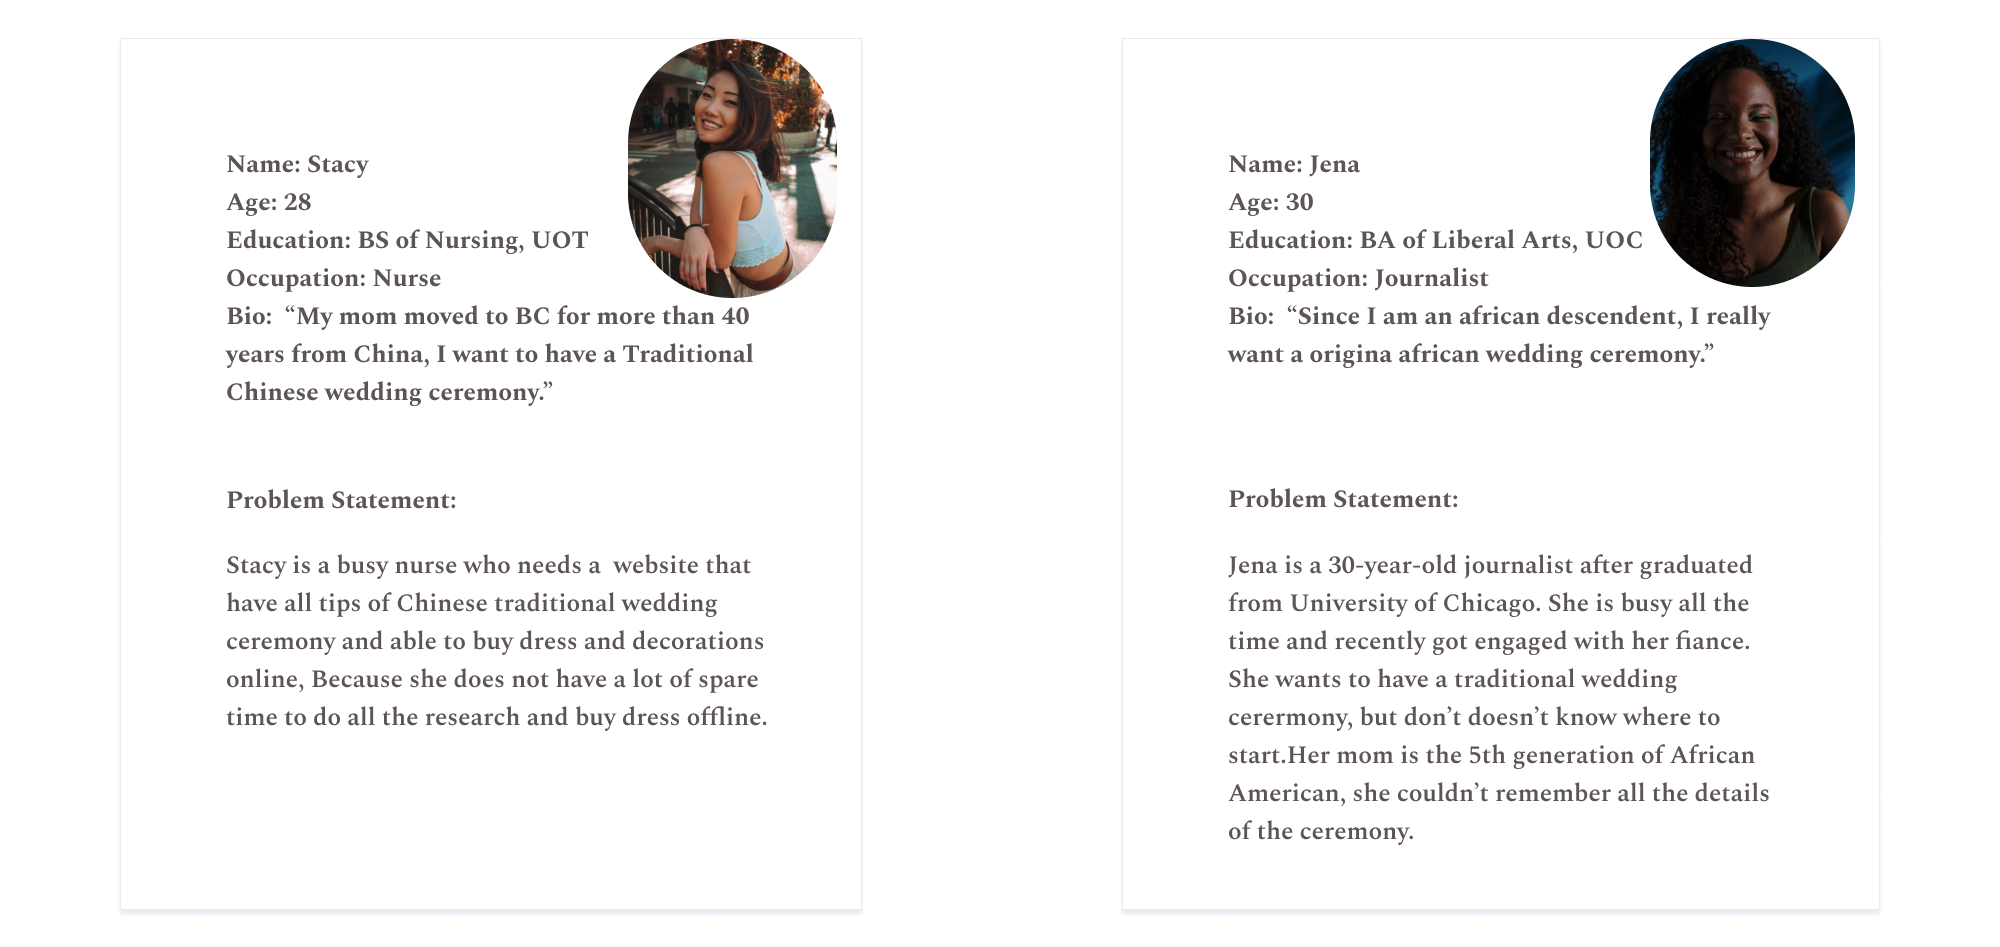 Name: Stacy
Age: 28
Education: BS of Nursing, UOT
Occupation: Nurse
Bio:  “My mom moved to BC for more than 40
years from China, I want to have a Traditional
Chinese wedding ceremony.”
Problem Statement:
Stacy is a busy nurse who needs a  website that
have all tips of Chinese traditional wedding
ceremony and able to buy dress and decorations
online, Because she does not have a lot of spare
time to do all the research and buy dress offline.
Name: Jena
Age: 30
Education: BA of Liberal Arts, UOC
Occupation: Journalist
Bio:  “Since I am an african descendent, I really
want a origina african wedding ceremony.”
Problem Statement:
Jena is a 30-year-old journalist after graduated
from University of Chicago. She is busy all the
time and recently got engaged with her fiance.
She wants to have a traditional wedding
cerermony, but don’t doesn’t know where to
start.Her mom is the 5th generation of African
American, she couldn’t remember all the details
of the ceremony.